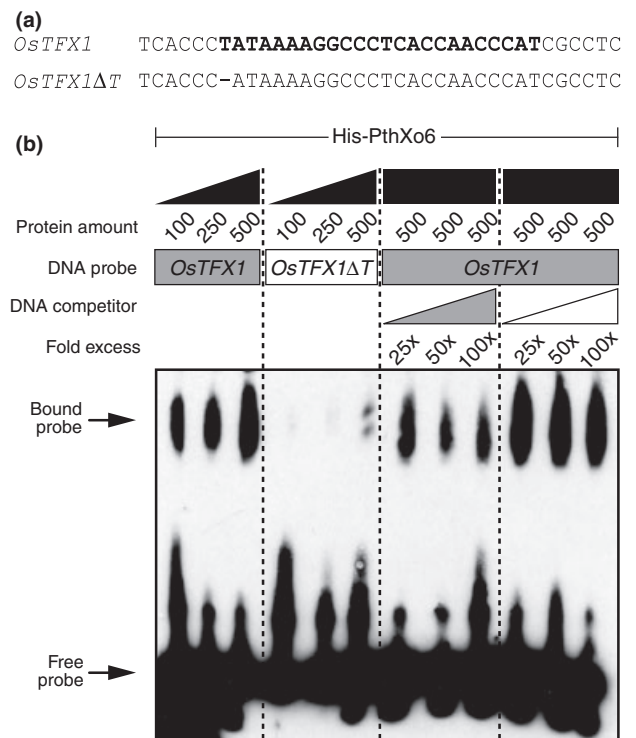 (a)
OsTFX1 TCACCCTATAAAAGGCCCTCACCAACCCATCGCCTC
OsTFX1ΔT TCACCC-ATAAAAGGCCCTCACCAACCCATCGCCTC
His-PthXo6
(b)
Protein amount 100 250 500 100 250 500 500 500 500 500 500 500
DNA probe OsTFX1 OsTFX1ΔT OsTFX1
DNA competitor
Fold excess 25x 50x 100x 25x 50x 100x
Bound
probe
Free
probe